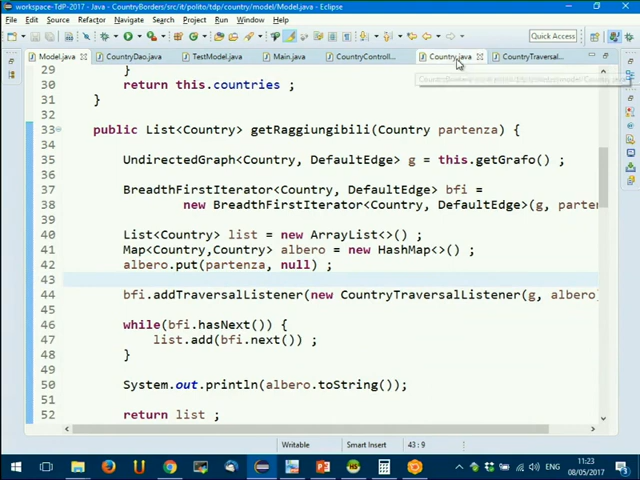 workspace-TdP-2017 - Java - CountryBorders/src/it/polito/tdp/country/model/Model.java - Eclipse
File Edit Source Refactor Navigate Search Project Run Window Help
Quick Access
Model.java CountryDao.java TestModel.java Main.java CountryControll... Country.java CountryTraversal...
29 }
30 return this.countries ;
31 }
32
33 public List<Country> getRaggiungibili(Country partenza) {
34
35 UndirectedGraph<Country, DefaultEdge> g = this.getGrafo() ;
36
37 BreadthFirstIterator<Country, DefaultEdge> bfi =
38 new BreadthFirstIterator<Country, DefaultEdge>(g, parten
39
40 List<Country> list = new ArrayList<>() ;
41 Map<Country,Country> albero = new HashMap<>() ;
42 albero.put(partenza, null) ;
43
44 bfi.addTraversalListener(new CountryTraversalListener(g, albero)
45
46 while(bfi.hasNext()) {
47 list.add(bfi.next()) ;
48 }
49
50 System.out.println(albero.toString());
51
52 return list ;
Writable Smart Insert 43 : 9
11:23
08/05/2017